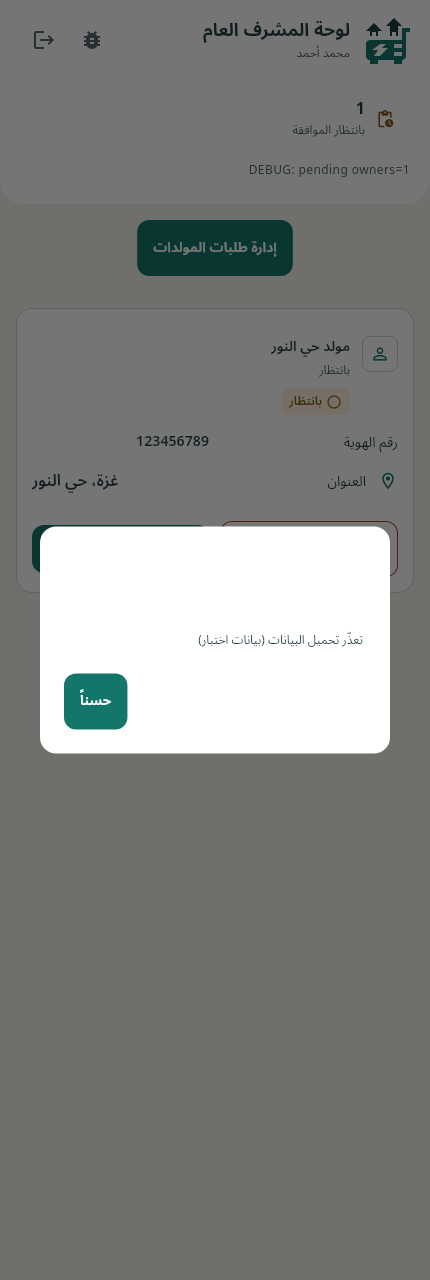 لوحة المشرف العام
محمد أحمد
1
بانتظار الموافقة
DEBUG: pending owners=1
إدارة طلبات المولدات
مولد حي النور
بانتظار
بانتظار
رقم الهوية 123456789
العنوان غزة، حي النور
تعذّر تحميل البيانات (بيانات اختبار)
حسناً